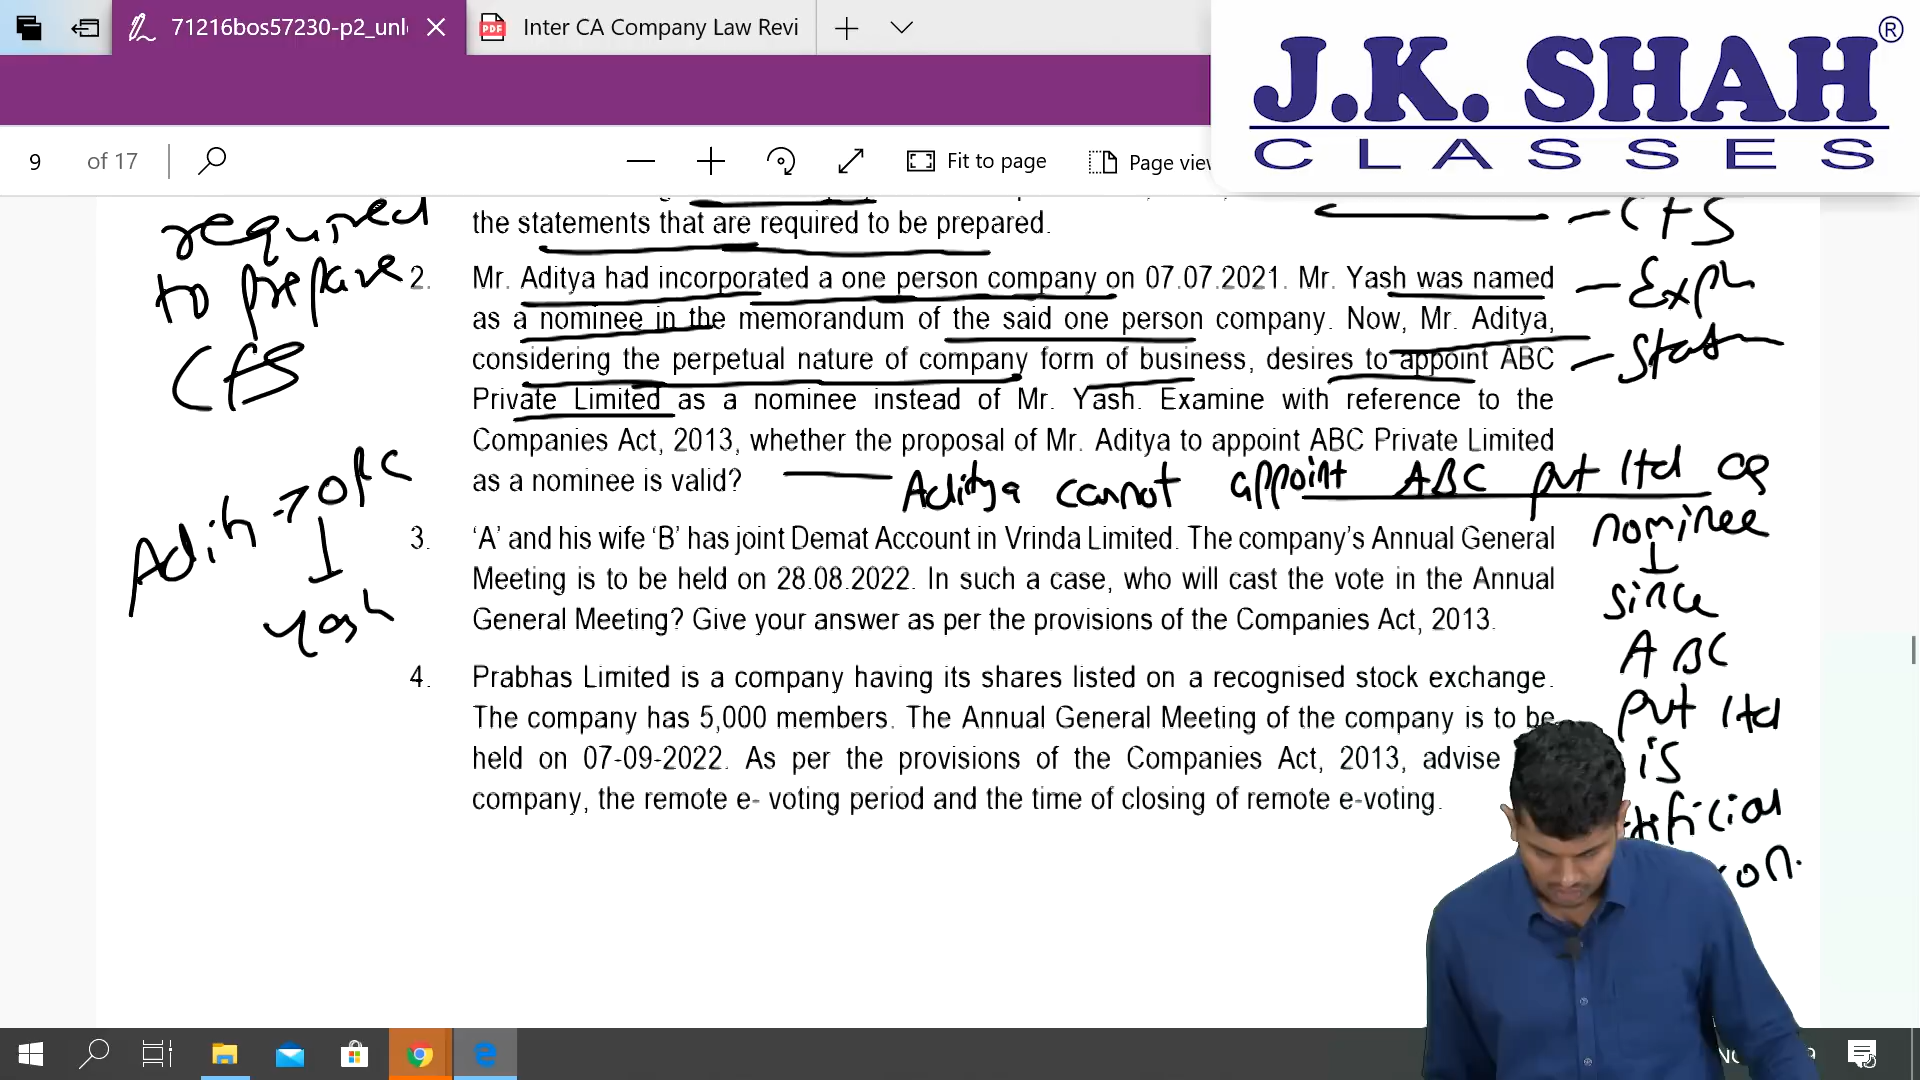 71216bos57230-p2_unl
Inter CA Company Law Revi
J.K. SHAH ®
CLASSES
9 of 17
Fit to page
Page view
the statements that are required to be prepared.
required
to prepare
CFS
- CFS
- Expl
2. Mr. Aditya had incorporated a one person company on 07.07.2021. Mr. Yash was named
as a nominee in the memorandum of the said one person company. Now, Mr. Aditya,
considering the perpetual nature of company form of business, desires to appoint ABC
Private Limited as a nominee instead of Mr. Yash. Examine with reference to the
Companies Act, 2013, whether the proposal of Mr. Aditya to appoint ABC Private Limited
as a nominee is valid?
Aditya cannot appoint ABC pvt ltd as
nominee
since
ABC
pvt ltd
is
OPC
Yash
3. ‘A’ and his wife ‘B’ has joint Demat Account in Vrinda Limited. The company’s Annual General
Meeting is to be held on 28.08.2022. In such a case, who will cast the vote in the Annual
General Meeting? Give your answer as per the provisions of the Companies Act, 2013.
4. Prabhas Limited is a company having its shares listed on a recognised stock exchange.
The company has 5,000 members. The Annual General Meeting of the company is to be
held on 07-09-2022. As per the provisions of the Companies Act, 2013, advise
company, the remote e- voting period and the time of closing of remote e-voting.